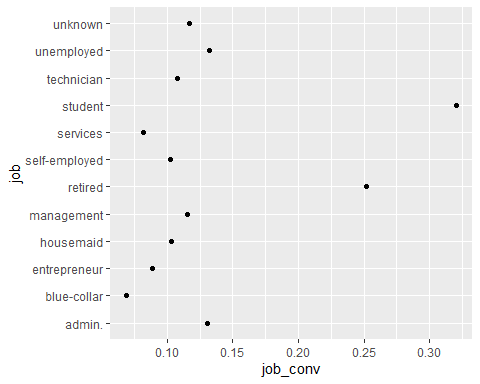 unknown
unemployed
technician
student
services
self-employed
retired
management
housemaid
entrepreneur
blue-collar
admin.
job
0.10 0.15 0.20 0.25 0.30
job_conv